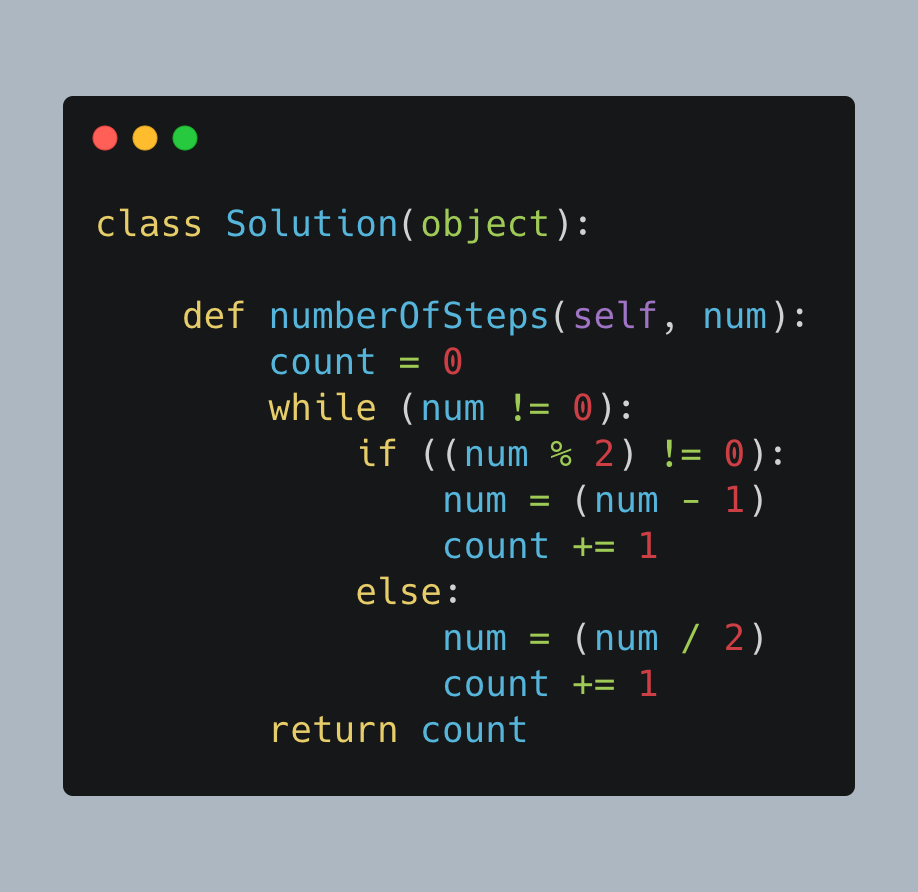 class Solution(object):

    def numberOfSteps(self, num):
        count = 0
        while (num != 0):
            if ((num % 2) != 0):
                num = (num - 1)
                count += 1
            else:
                num = (num / 2)
                count += 1
        return count